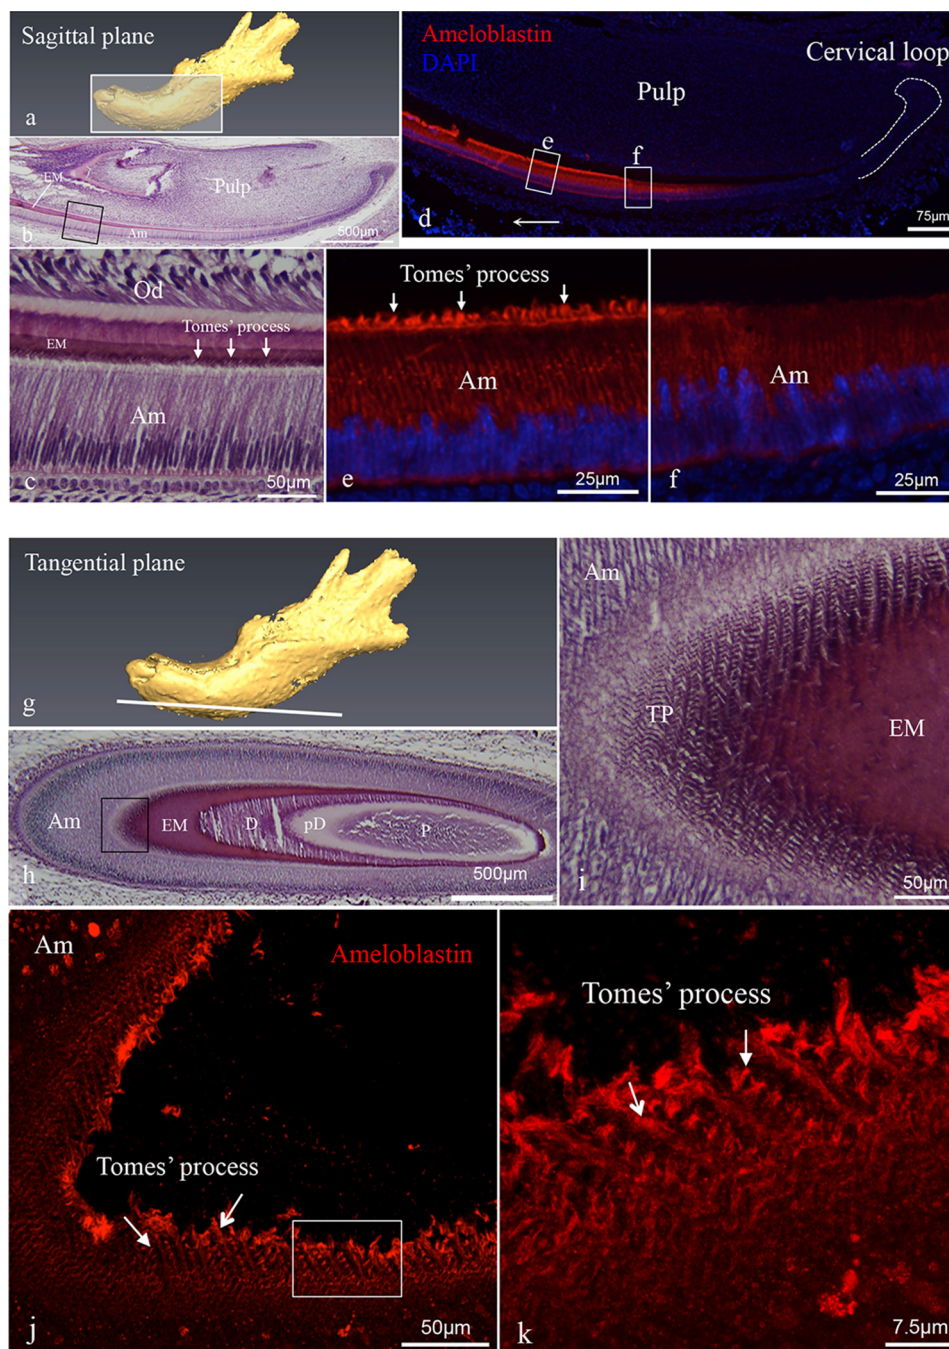 Sagittal plane
a
EM
Pulp
Am
b
500µm
Ameloblastin
DAPI
Cervical loop
Pulp
e
f
d
75µm
Od
Tomes' process
EM
Am
c
50µm
Tomes' process
Am
e
25µm
Am
f
25µm
Tangential plane
g
Am
EM
D
pD
P
h
500µm
Am
TP
EM
i
50µm
Am
Ameloblastin
Tomes' process
j
50µm
Tomes' process
k
7.5µm